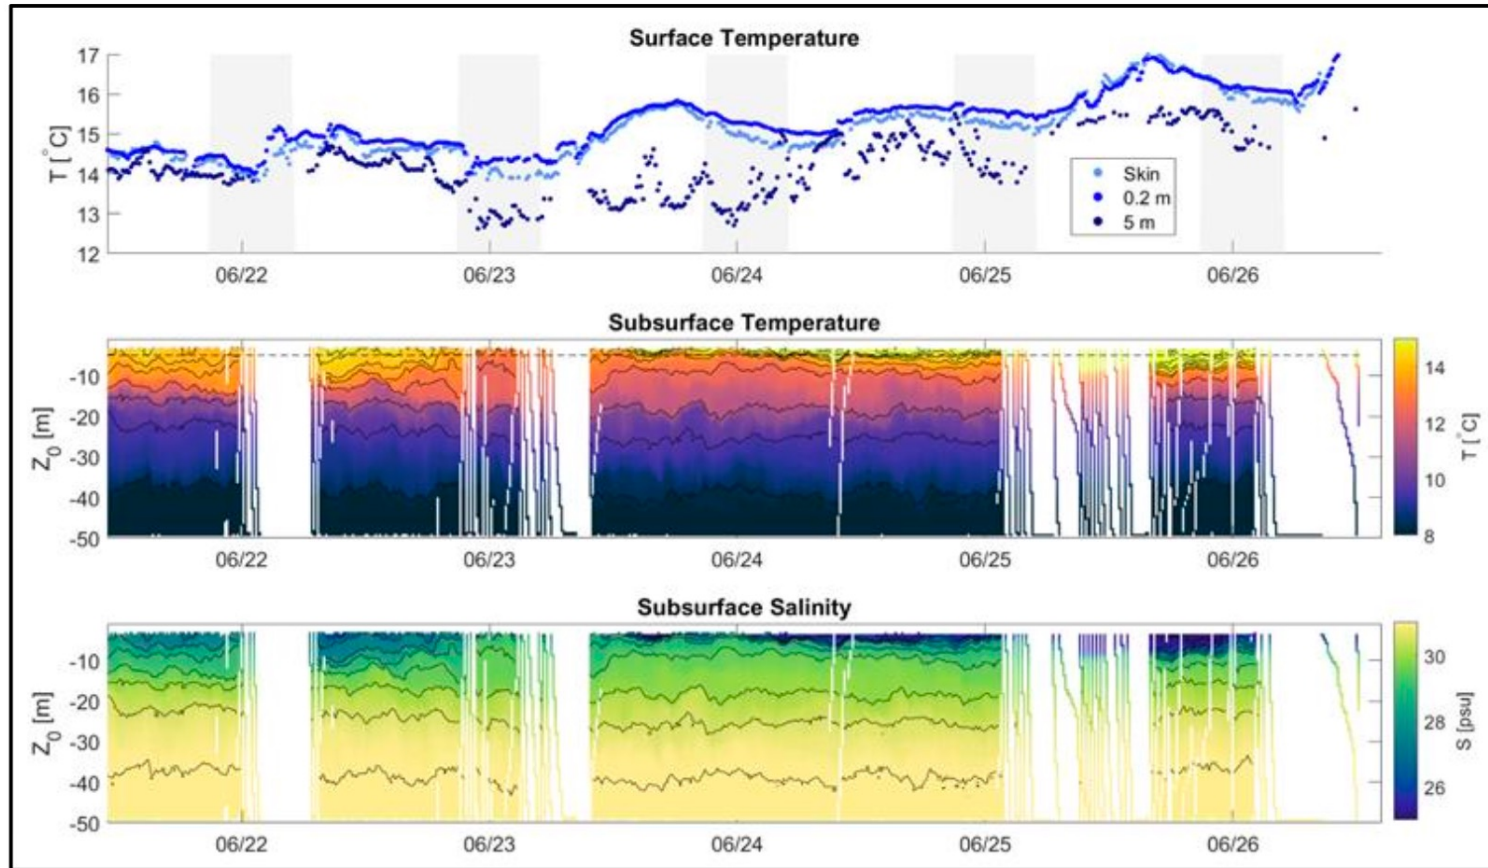 Surface Temperature
17
16
15
14
13
12
T [°C]
Skin
0.2 m
5 m
06/22 06/23 06/24 06/25 06/26
Subsurface Temperature
-10
-20
-30
-40
-50
Z0 [m]
14
12
10
8
T [°C]
06/22 06/23 06/24 06/25 06/26
Subsurface Salinity
-10
-20
-30
-40
-50
Z0 [m]
30
28
26
S [psu]
06/22 06/23 06/24 06/25 06/26